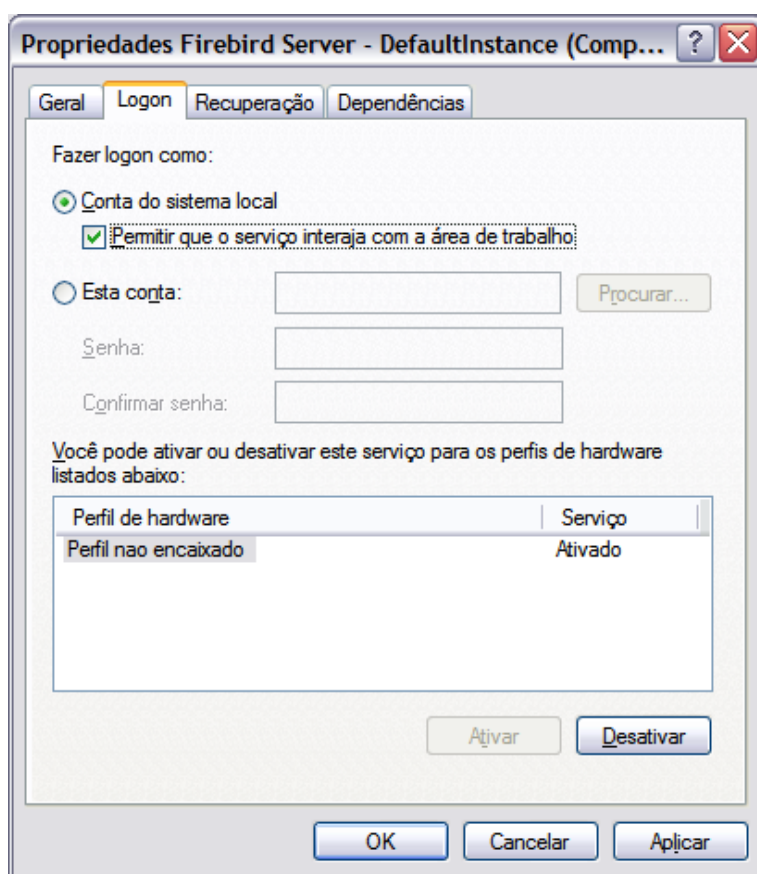 Propriedades Firebird Server - DefaultInstance (Comp...
Geral Logon Recuperação Dependências
Fazer logon como:
Conta do sistema local
Permitir que o serviço interaja com a área de trabalho
Esta conta:
Procurar...
Senha:
Confirmar senha:
Você pode ativar ou desativar este serviço para os perfis de hardware
listados abaixo:
Perfil de hardware Serviço
Perfil nao encaixado Ativado
Ativar Desativar
OK Cancelar Aplicar